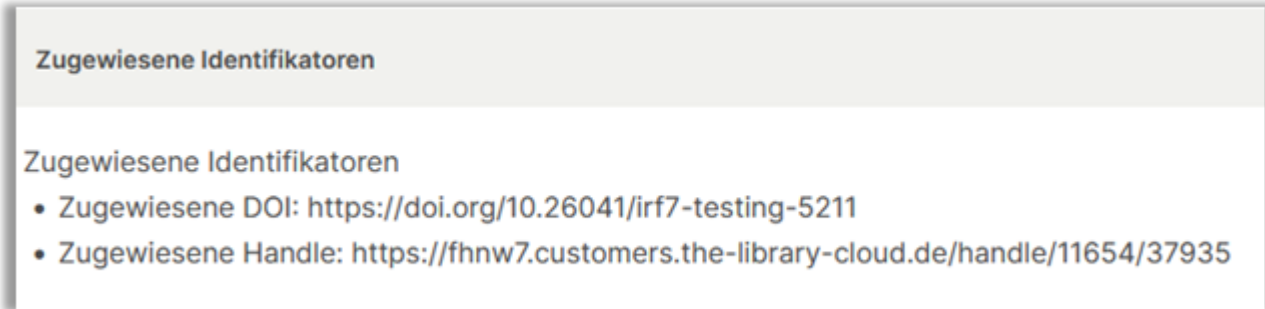 Zugewiesene Identifikatoren
Zugewiesene Identifikatoren
• Zugewiesene DOI: https://doi.org/10.26041/irf7-testing-5211
• Zugewiesene Handle: https://fhnw7.customers.the-library-cloud.de/handle/11654/37935